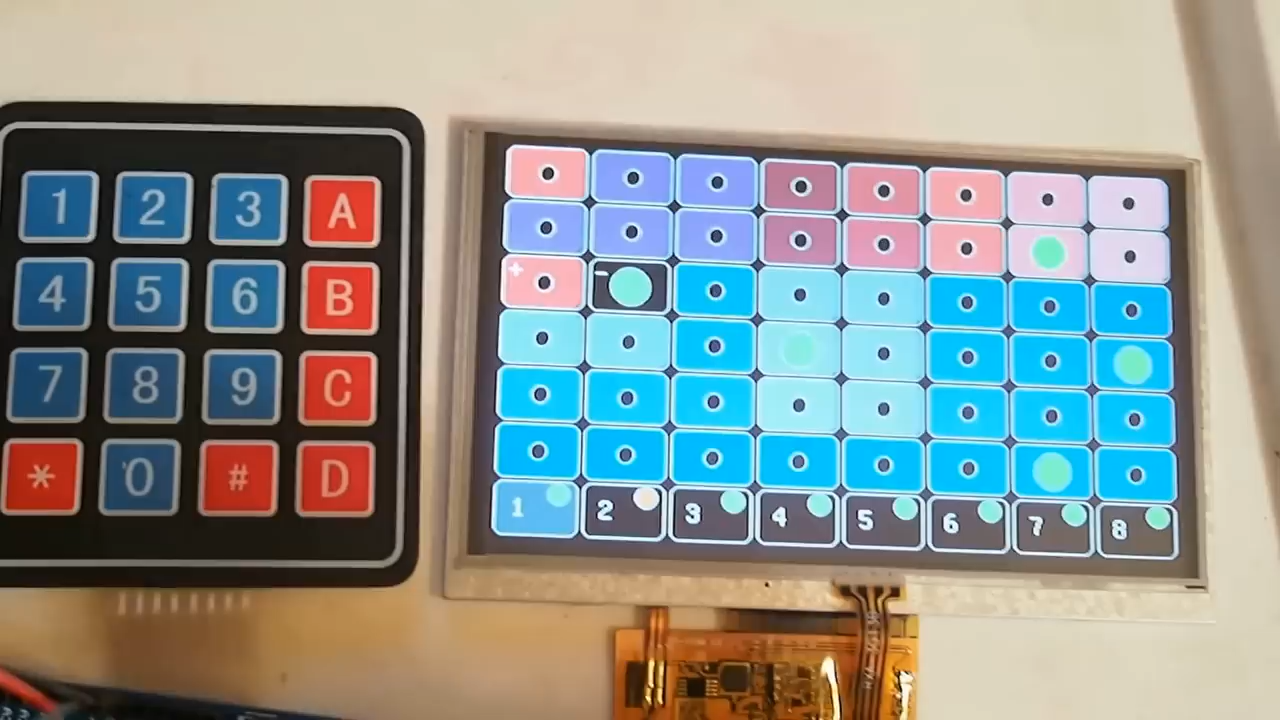 1 2 3 A
4 5 6 B
7 8 9 C
* 0 # D
+ -
1 2 3 4 5 6 7 8